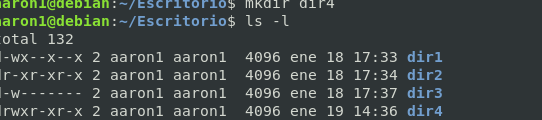 aaron1@debian:~/Escritorio$ mkdir dir4
aaron1@debian:~/Escritorio$ ls -l
total 132
d-wx--x--x 2 aaron1 aaron1  4096 ene 18 17:33 dir1
dr-xr-xr-x 2 aaron1 aaron1  4096 ene 18 17:34 dir2
d-w------- 2 aaron1 aaron1  4096 ene 18 17:37 dir3
drwxr-xr-x 2 aaron1 aaron1  4096 ene 19 14:36 dir4